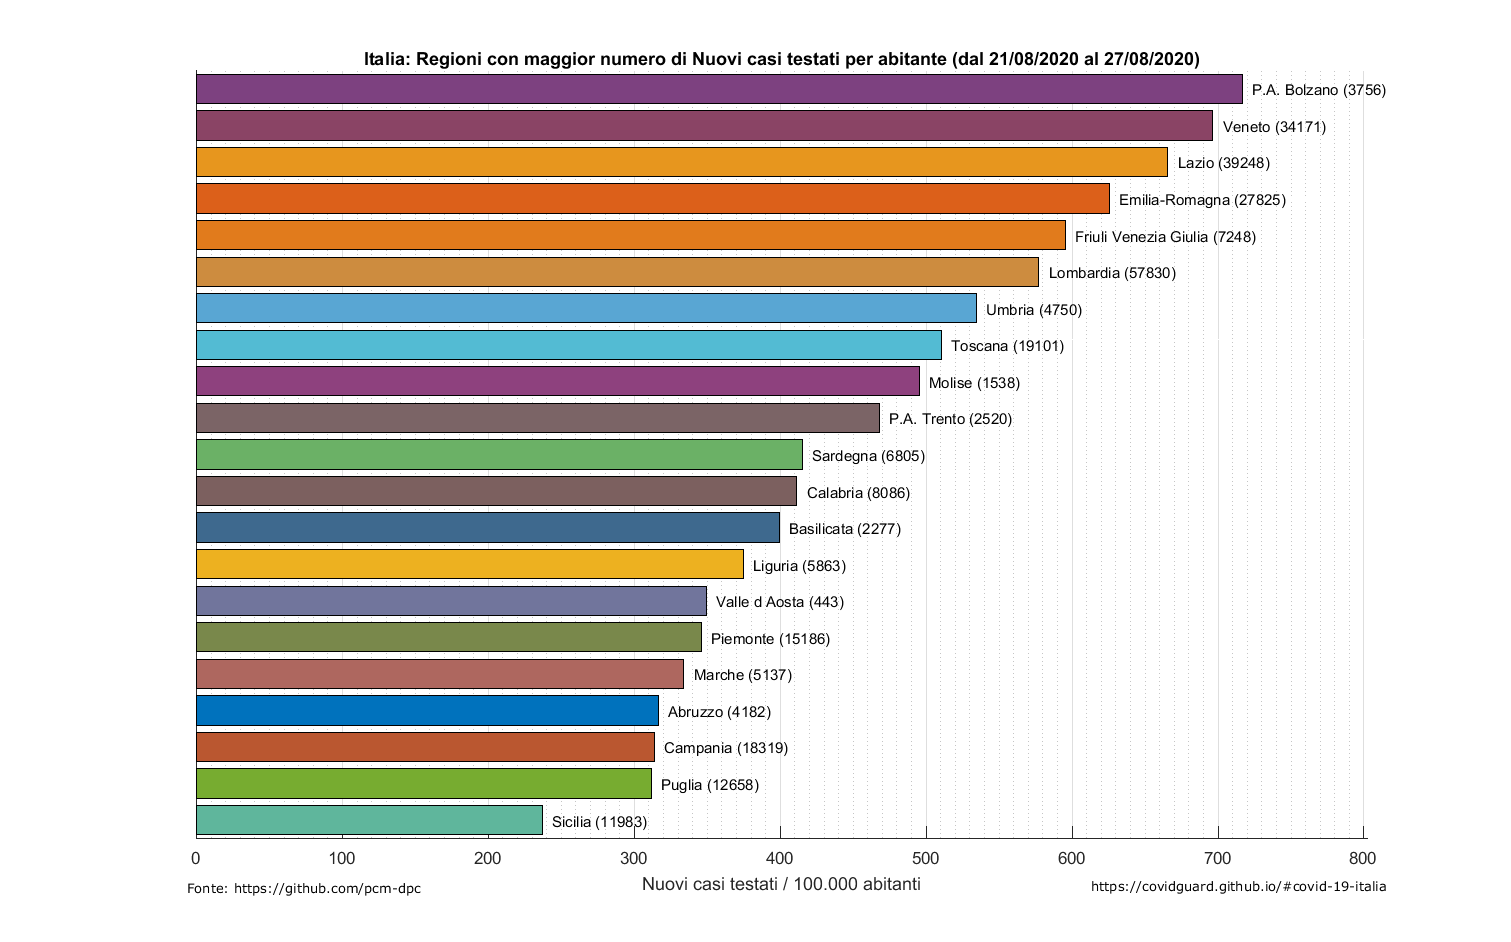 Italia: Regioni con maggior numero di Nuovi casi testati per abitante (dal 21/08/2020 al 27/08/2020)
P.A. Bolzano (3756)
Veneto (34171)
Lazio (39248)
Emilia-Romagna (27825)
Friuli Venezia Giulia (7248)
Lombardia (57830)
Umbria (4750)
Toscana (19101)
Molise (1538)
P.A. Trento (2520)
Sardegna (6805)
Calabria (8086)
Basilicata (2277)
Liguria (5863)
Valle d Aosta (443)
Piemonte (15186)
Marche (5137)
Abruzzo (4182)
Campania (18319)
Puglia (12658)
Sicilia (11983)
0 100 200 300 400 500 600 700 800
Nuovi casi testati / 100.000 abitanti
Fonte: https://github.com/pcm-dpc
https://covidguard.github.io/#covid-19-italia